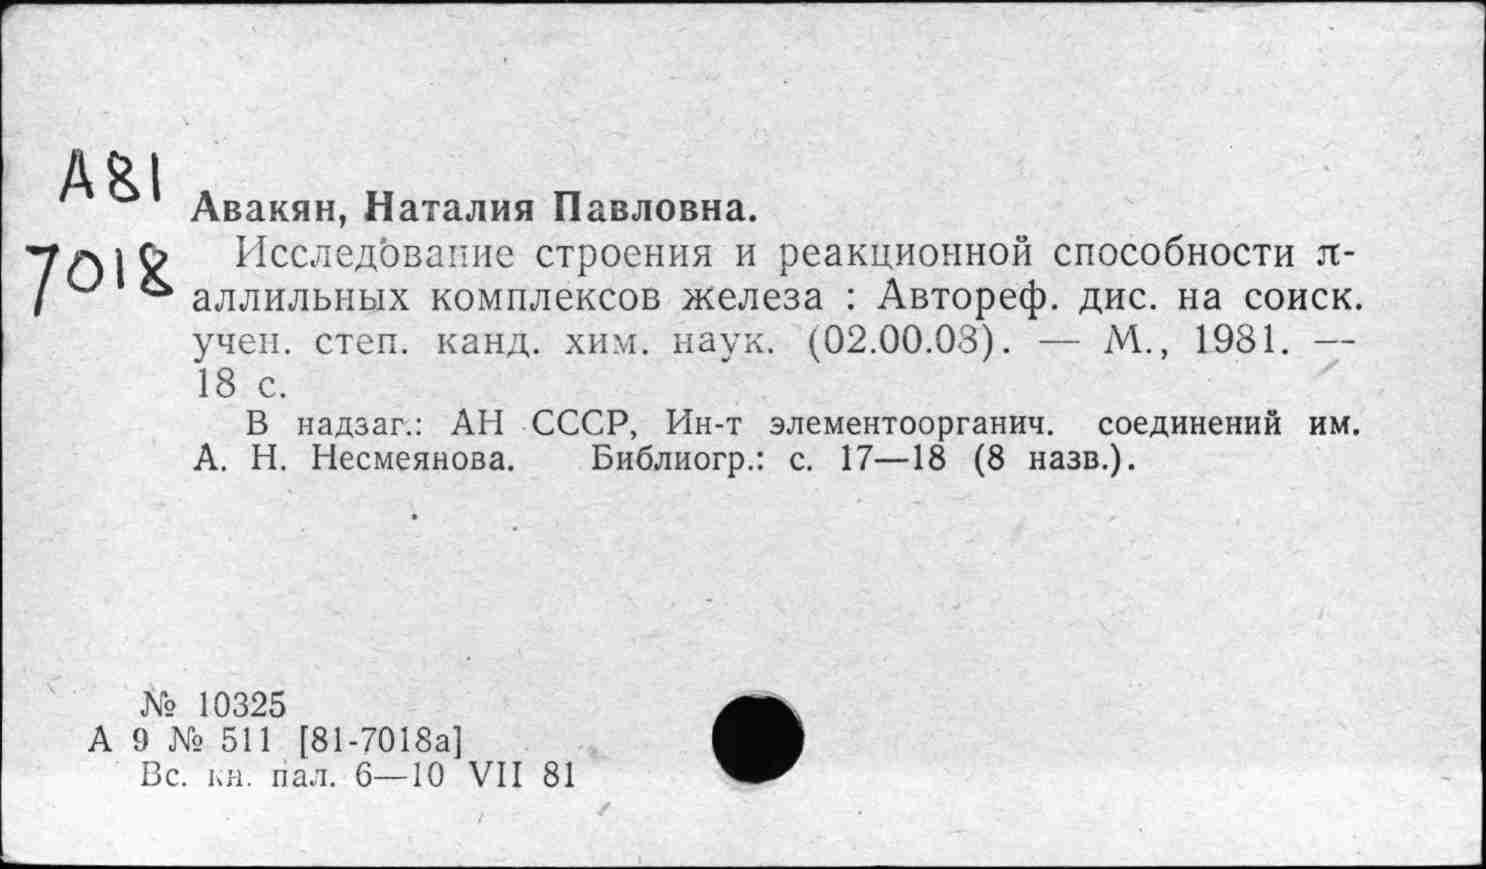 А81
7018
Авакян, Наталия Павловна.
Исследование строения и реакционной способности π-
аллильных комплексов железа : Автореф. дис. на соиск.
учен. степ. канд. хим. наук. (02.00.08). — М., 1981. —
18 с.
В надзаг.: АН СССР, Ин-т элементоорганич. соединений им.
А. Н. Несмеянова. Библиогр.: с. 17—18 (8 назв.).
№ 10325
А 9 № 511 [81-7018а]
Вс. кн. пал. 6—10 VII 81